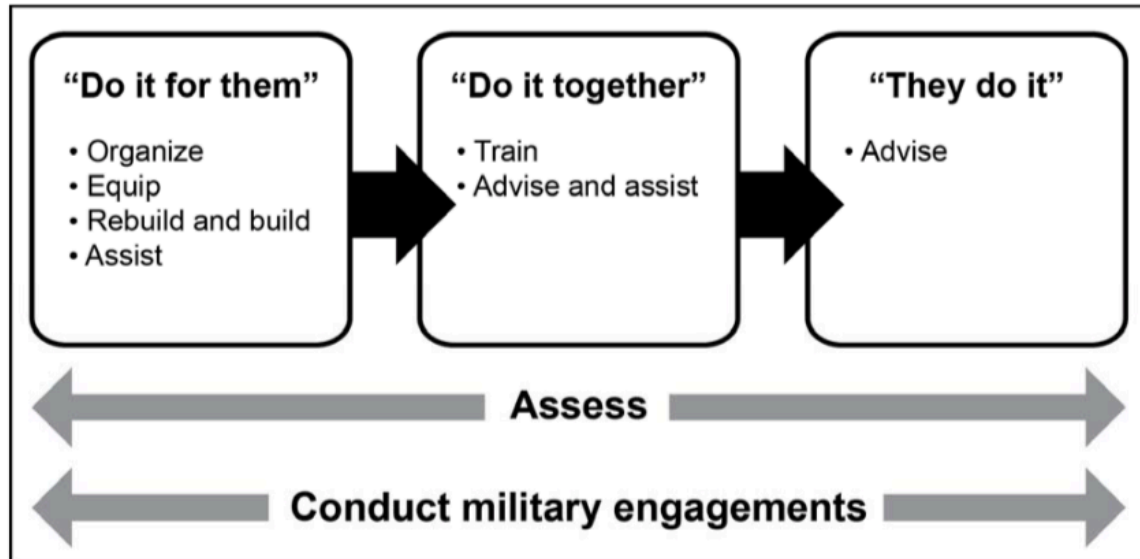 “Do it for them”
• Organize
• Equip
• Rebuild and build
• Assist
“Do it together”
• Train
• Advise and assist
“They do it”
• Advise
Assess
Conduct military engagements